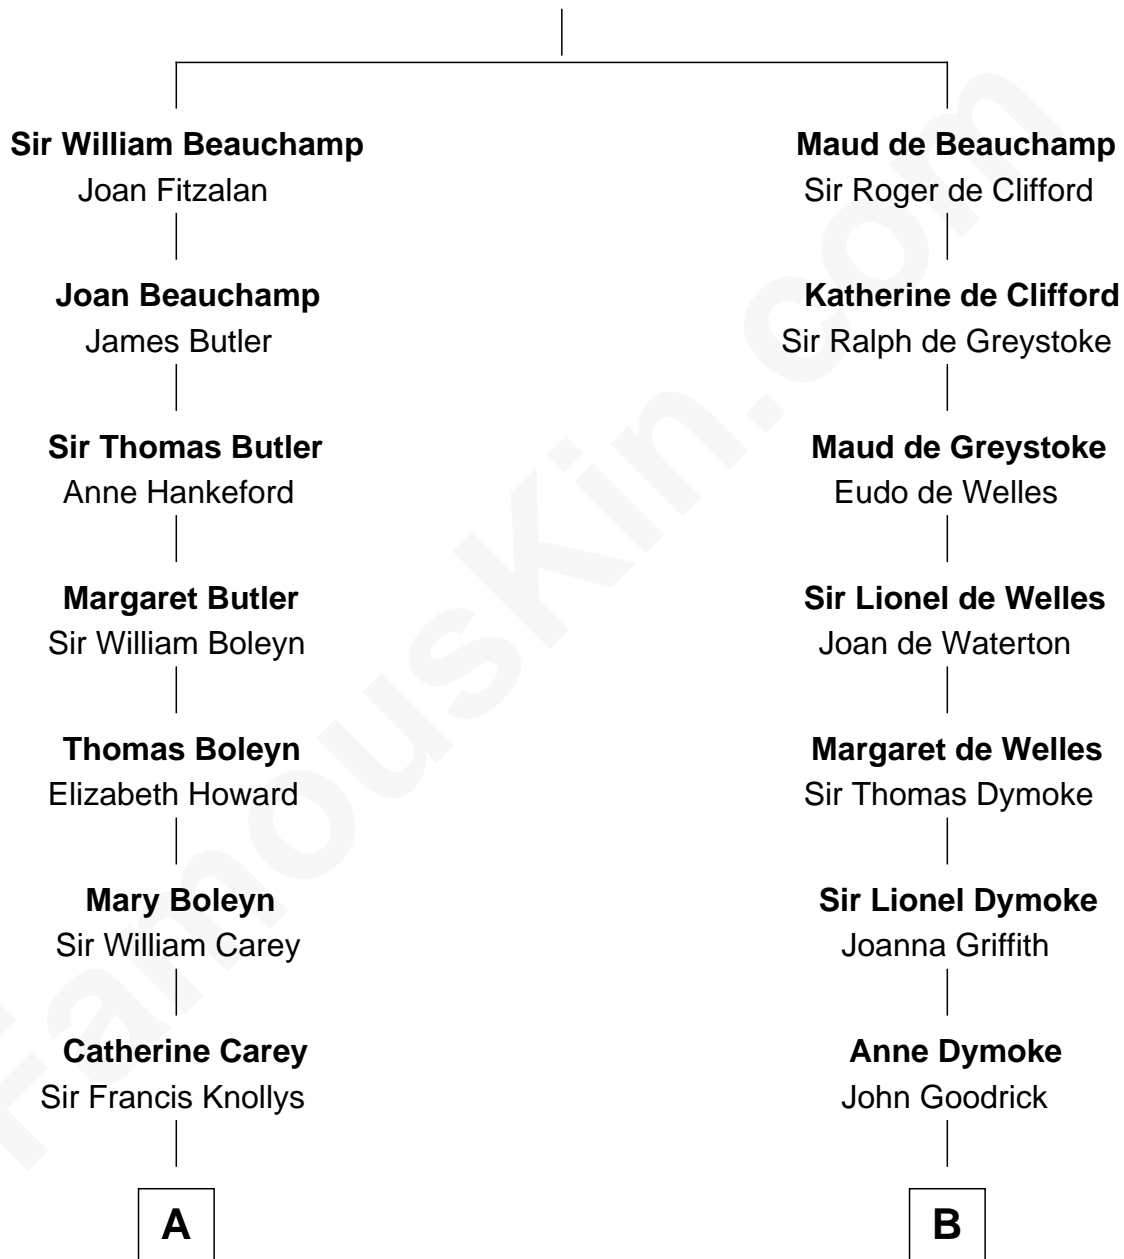 Sir William Beauchamp
Joan Fitzalan
Joan Beauchamp
James Butler
Sir Thomas Butler
Anne Hankeford
Margaret Butler
Sir William Boleyn
Thomas Boleyn
Elizabeth Howard
Mary Boleyn
Sir William Carey
Catherine Carey
Sir Francis Knollys
A
Maud de Beauchamp
Sir Roger de Clifford
Katherine de Clifford
Sir Ralph de Greystoke
Maud de Greystoke
Eudo de Welles
Sir Lionel de Welles
Joan de Waterton
Margaret de Welles
Sir Thomas Dymoke
Sir Lionel Dymoke
Joanna Griffith
Anne Dymoke
John Goodrick
B
FamousKin.com